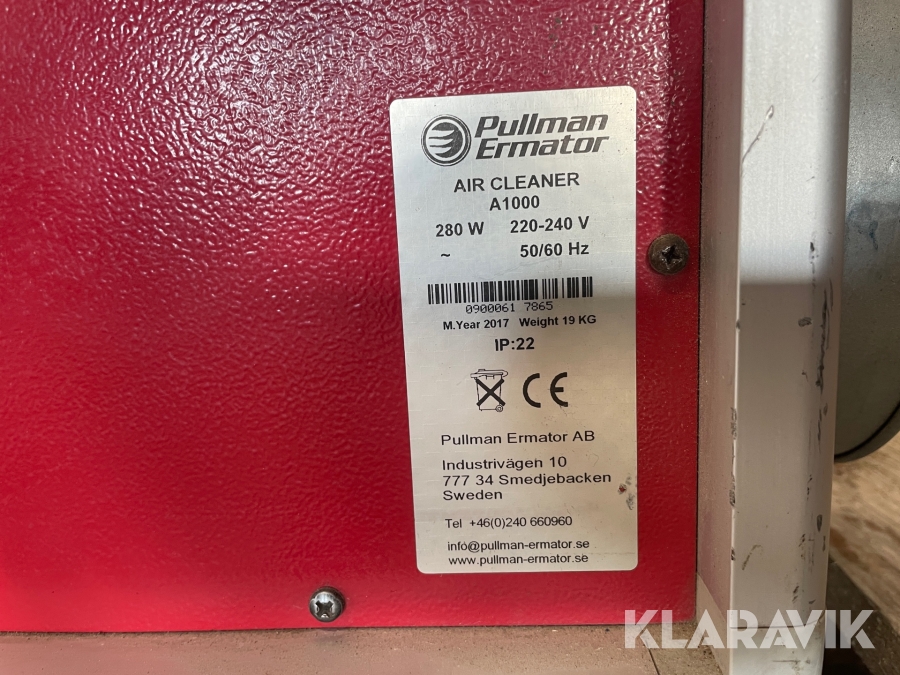 Pullman
Ermator
AIR CLEANER
A1000
280 W 220-240 V
~ 50/60 Hz
0900061 7865
M.Year 2017 Weight 19 KG
IP:22
CE
Pullman Ermator AB
Industrivägen 10
777 34 Smedjebacken
Sweden
Tel +46(0)240 660960
info@pullman-ermator.se
www.pullman-ermator.se
KLARAVIK